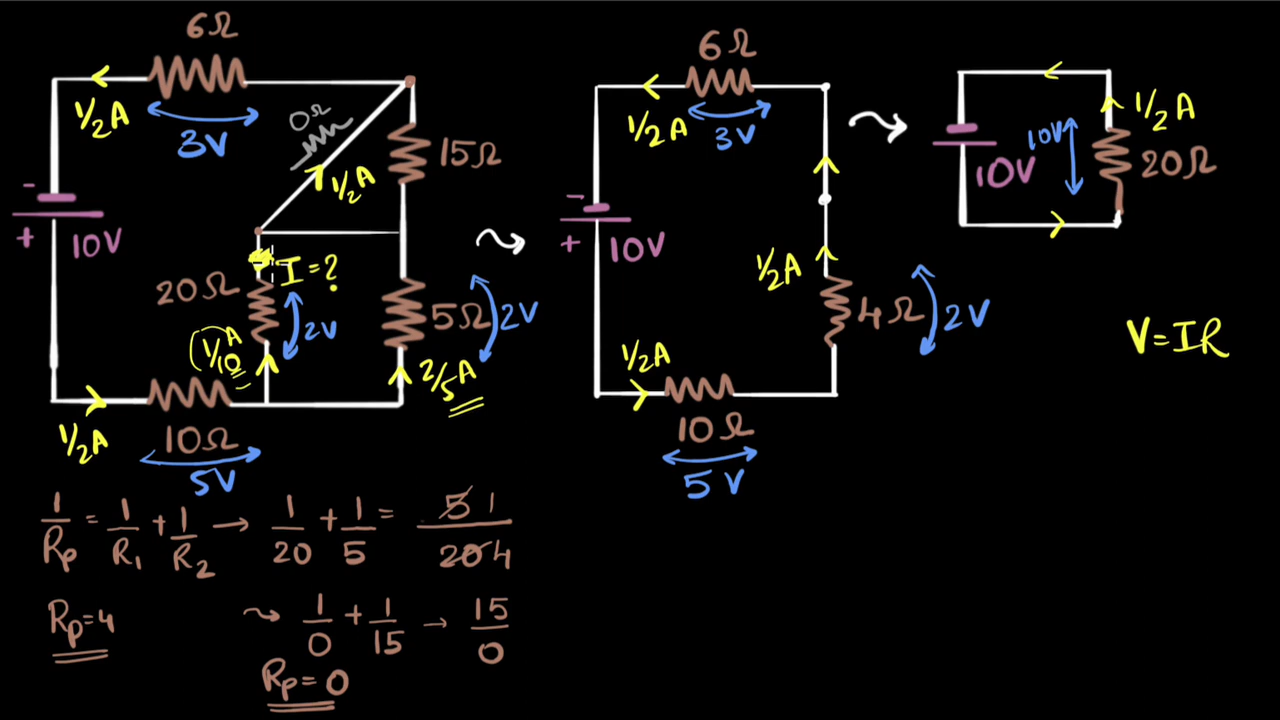 6Ω
1/2A
3V
0Ω
15Ω
1/2A
-
+
10V
I=?
20Ω
2V
5Ω
2V
(1/10 A
2/5A
1/2A
10Ω
5V
6Ω
1/2A
3V
-
+
10V
1/2A
4Ω
2V
1/2A
10Ω
5V
1/2A
10V
10V
20Ω
V=IR
1/Rp = 1/R1 + 1/R2 → 1/20 + 1/5 = 5 1/20 4
Rp=4
⇝ 1/0 + 1/15 → 15/0
Rp=0